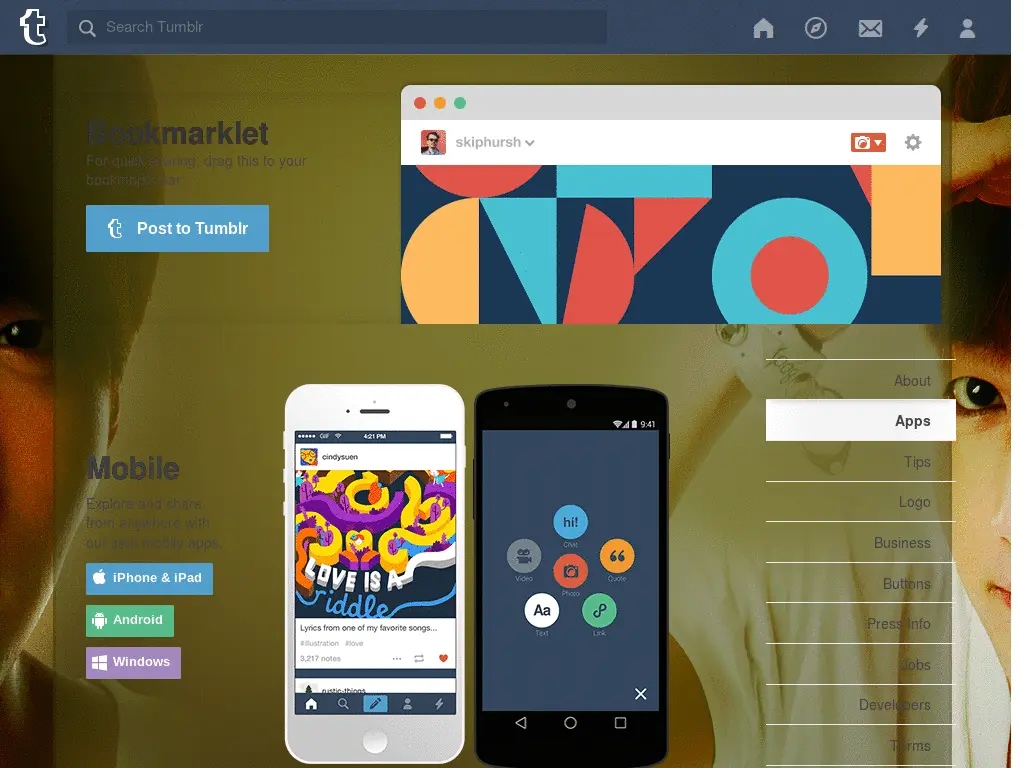 Search Tumblr
Bookmarklet
For quick sharing, drag this to your
bookmarks bar:
Post to Tumblr
skiphursh
Mobile
Explore and share
from anywhere with
our free mobile apps.
iPhone & iPad
Android
Windows
GIF
4:21 PM
cindysuen
LOVE IS A
riddle
Lyrics from one of my favorite songs...
#illustration #love
3,217 notes
rustic-things
9:41
hi!
Chat
Video
Photo
Quote
Aa
Text
Link
About
Apps
Tips
Logo
Business
Buttons
Press Info
Jobs
Developers
Terms